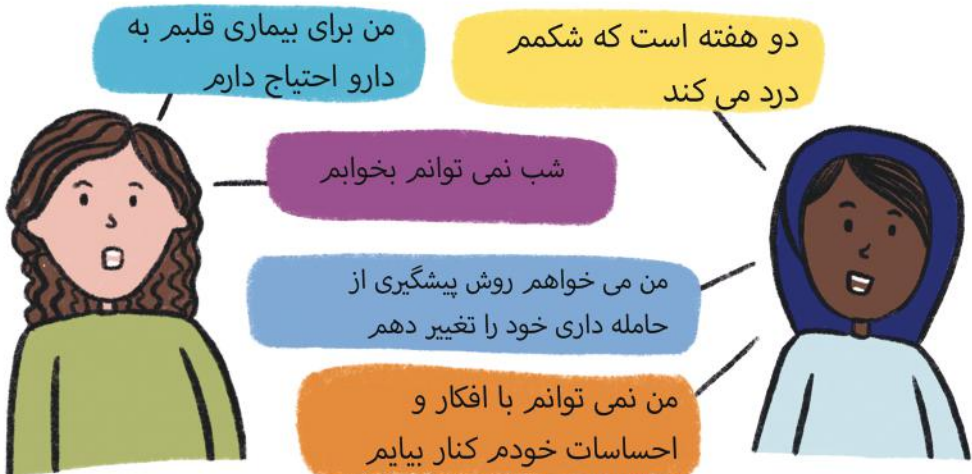 من برای بیماری قلبم به
دارو احتیاج دارم
دو هفته است که شکمم
درد می کند
شب نمی توانم بخوابم
من می خواهم روش پیشگیری از
حامله داری خود را تغییر دهم
من نمی توانم با افکار و
احساسات خودم کنار بیایم